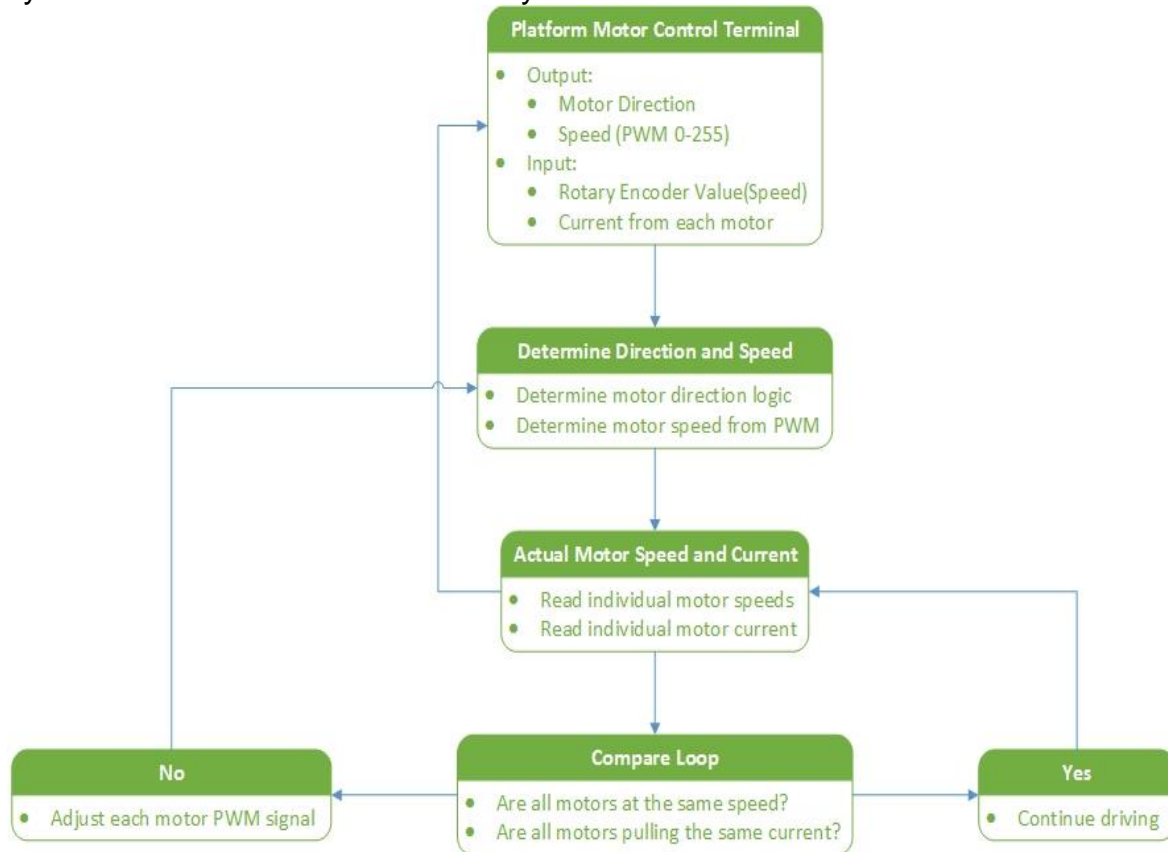 Platform Motor Control Terminal
• Output:
• Motor Direction
• Speed (PWM 0-255)
• Input:
• Rotary Encoder Value(Speed)
• Current from each motor
Determine Direction and Speed
• Determine motor direction logic
• Determine motor speed from PWM
Actual Motor Speed and Current
• Read individual motor speeds
• Read individual motor current
Compare Loop
• Are all motors at the same speed?
• Are all motors pulling the same current?
No
• Adjust each motor PWM signal
Yes
• Continue driving